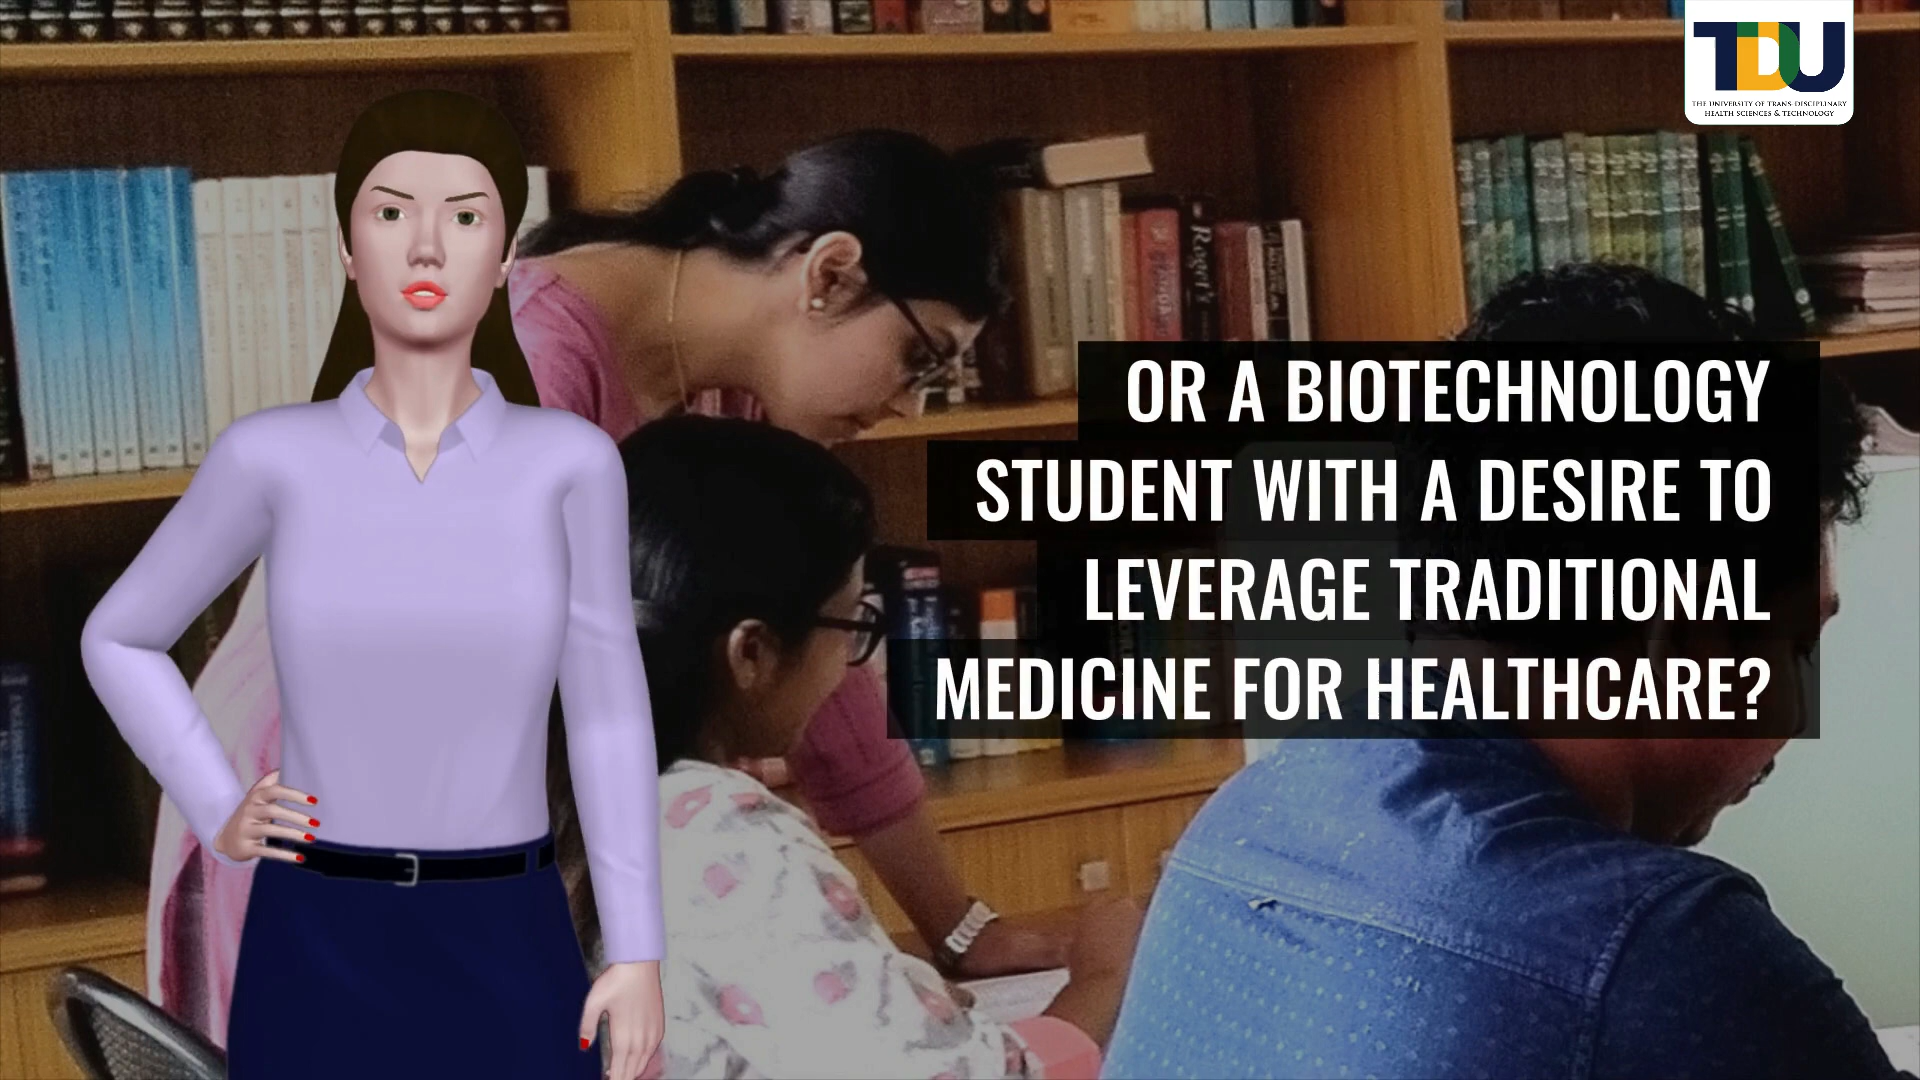 TDU
THE UNIVERSITY OF TRANS-DISCIPLINARY
HEALTH SCIENCES & TECHNOLOGY
Roget's
OR A BIOTECHNOLOGY
STUDENT WITH A DESIRE TO
LEVERAGE TRADITIONAL
MEDICINE FOR HEALTHCARE?